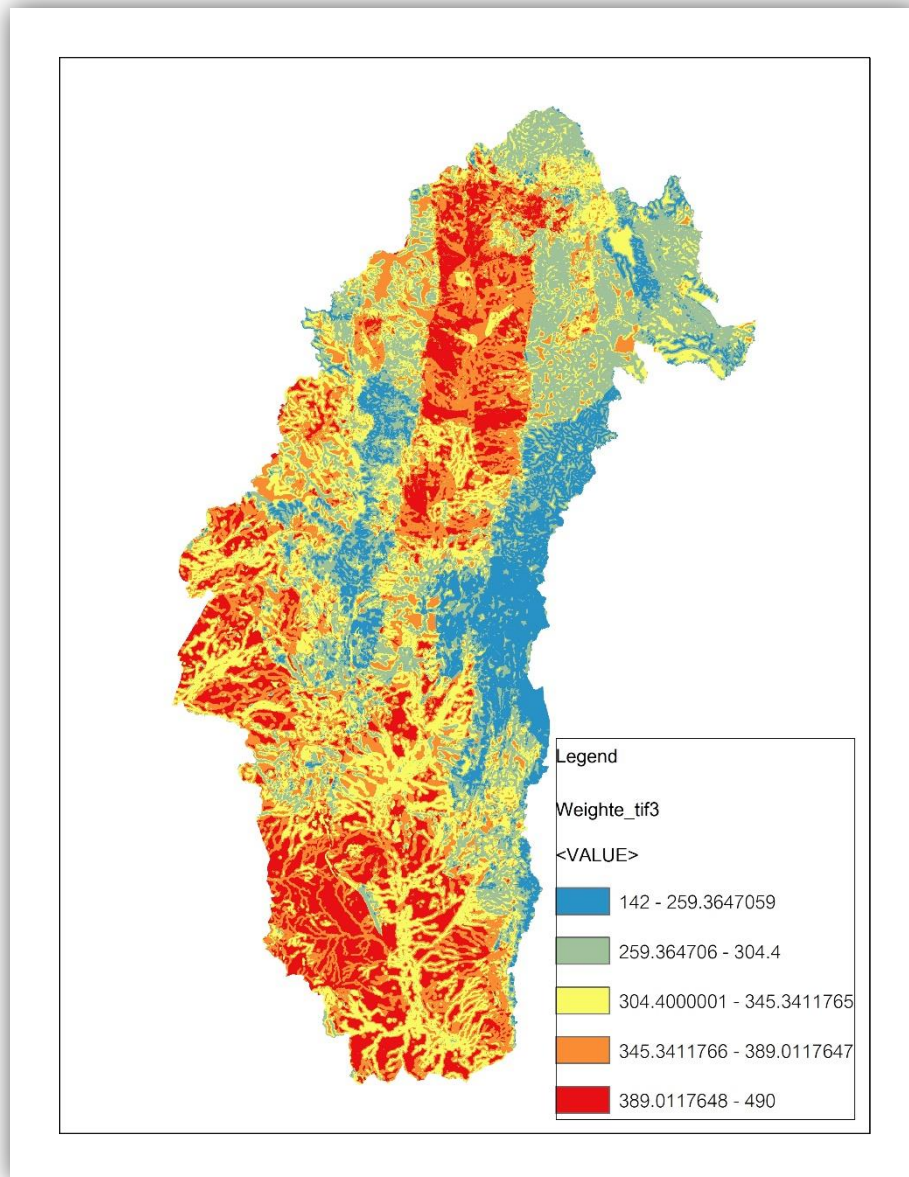 Legend
Weighte_tif3
<VALUE>
142 - 259.3647059
259.364706 - 304.4
304.4000001 - 345.3411765
345.3411766 - 389.0117647
389.0117648 - 490